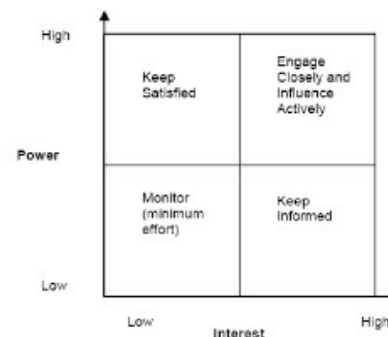 High
Keep
Satisfied
Engage
Closely and
Influence
Actively
Power
Monitor
(minimum
effort)
Keep
Informed
Low
Low
High
Interest